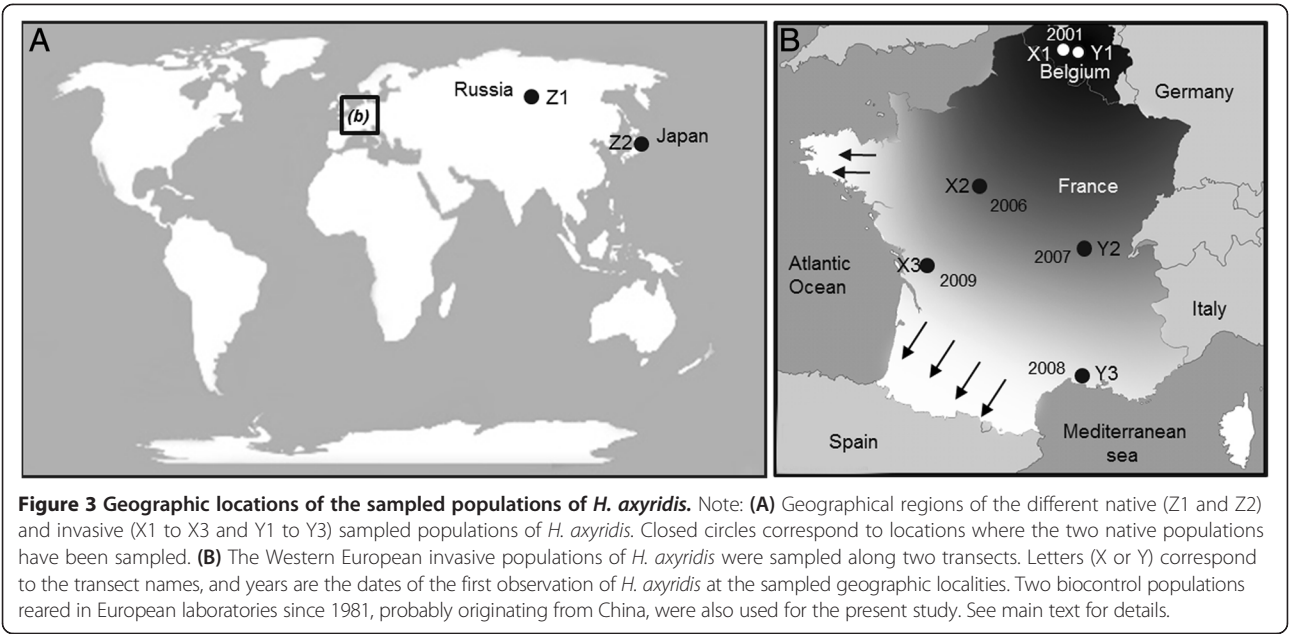 A
Russia
Z1
(b)
Z2
Japan
B
2001
X1
Y1
Belgium
Germany
X2
France
2006
2007
Y2
X3
2009
Atlantic
Ocean
Italy
2008
Y3
Spain
Mediterranean
sea
Figure 3 Geographic locations of the sampled populations of H. axyridis. Note: (A) Geographical regions of the different native (Z1 and Z2)
and invasive (X1 to X3 and Y1 to Y3) sampled populations of H. axyridis. Closed circles correspond to locations where the two native populations
have been sampled. (B) The Western European invasive populations of H. axyridis were sampled along two transects. Letters (X or Y) correspond
to the transect names, and years are the dates of the first observation of H. axyridis at the sampled geographic localities. Two biocontrol populations
reared in European laboratories since 1981, probably originating from China, were also used for the present study. See main text for details.